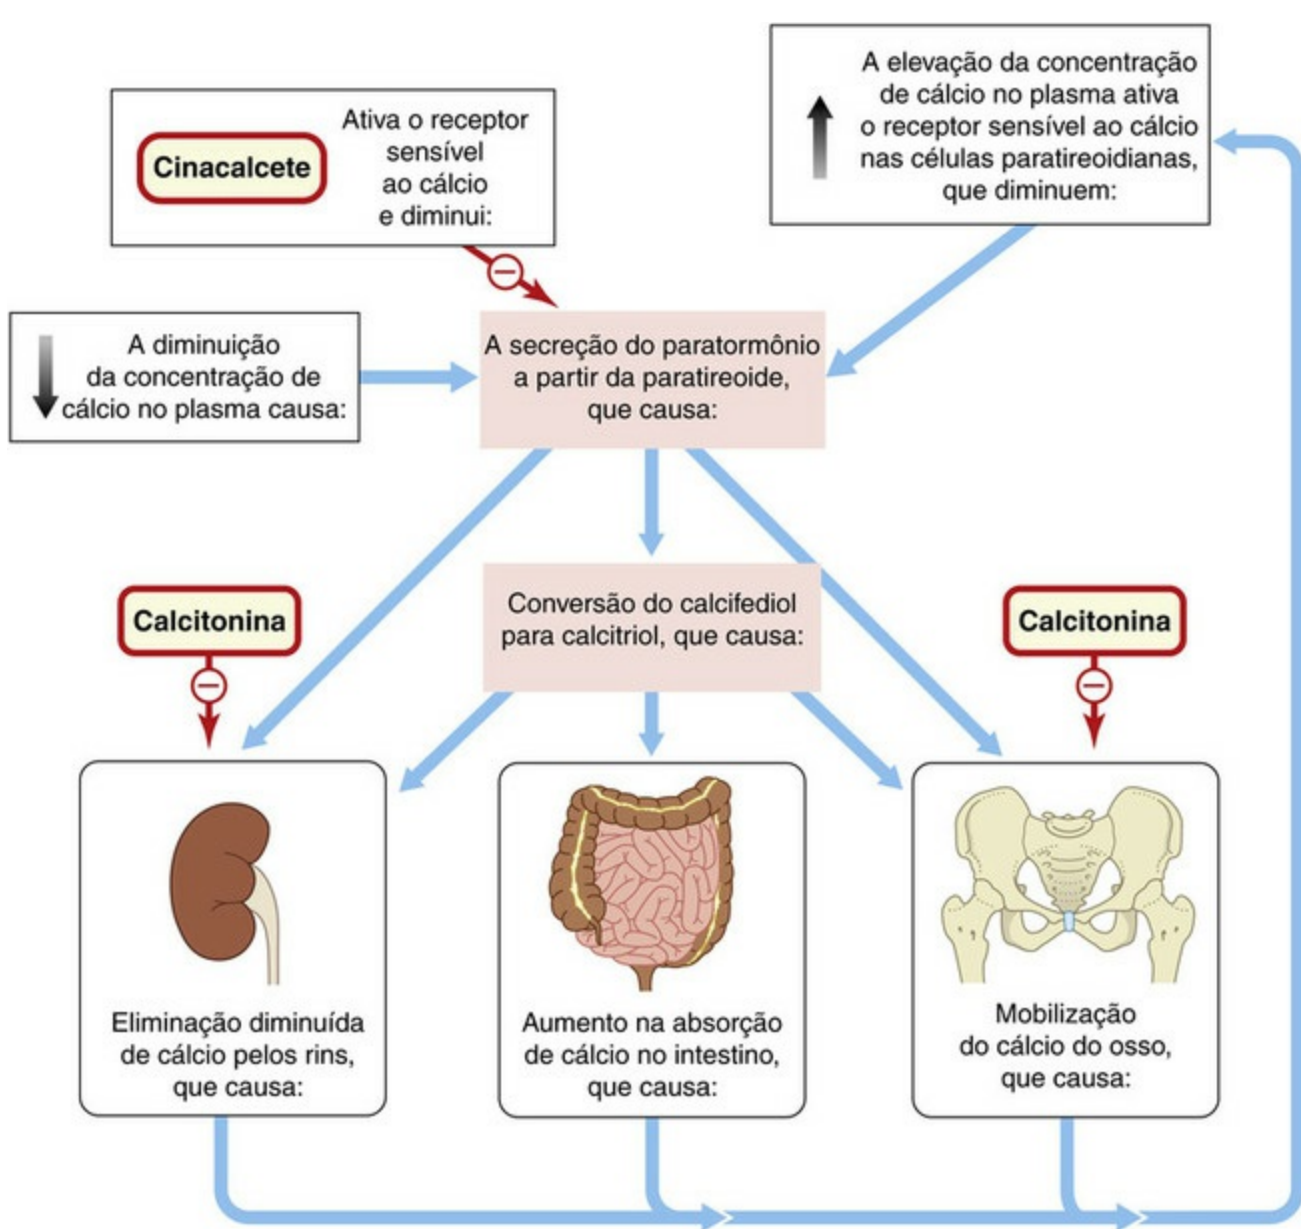 A elevação da concentração
de cálcio no plasma ativa
o receptor sensível ao cálcio
nas células paratireoidianas,
que diminuem:
Cinacalcete
Ativa o receptor
sensível
ao cálcio
e diminui:
A diminuição
da concentração de
cálcio no plasma causa:
A secreção do paratormônio
a partir da paratireoide,
que causa:
Calcitonina
Conversão do calcifediol
para calcitriol, que causa:
Calcitonina
Eliminação diminuída
de cálcio pelos rins,
que causa:
Aumento na absorção
de cálcio no intestino,
que causa:
Mobilização
do cálcio do osso,
que causa: